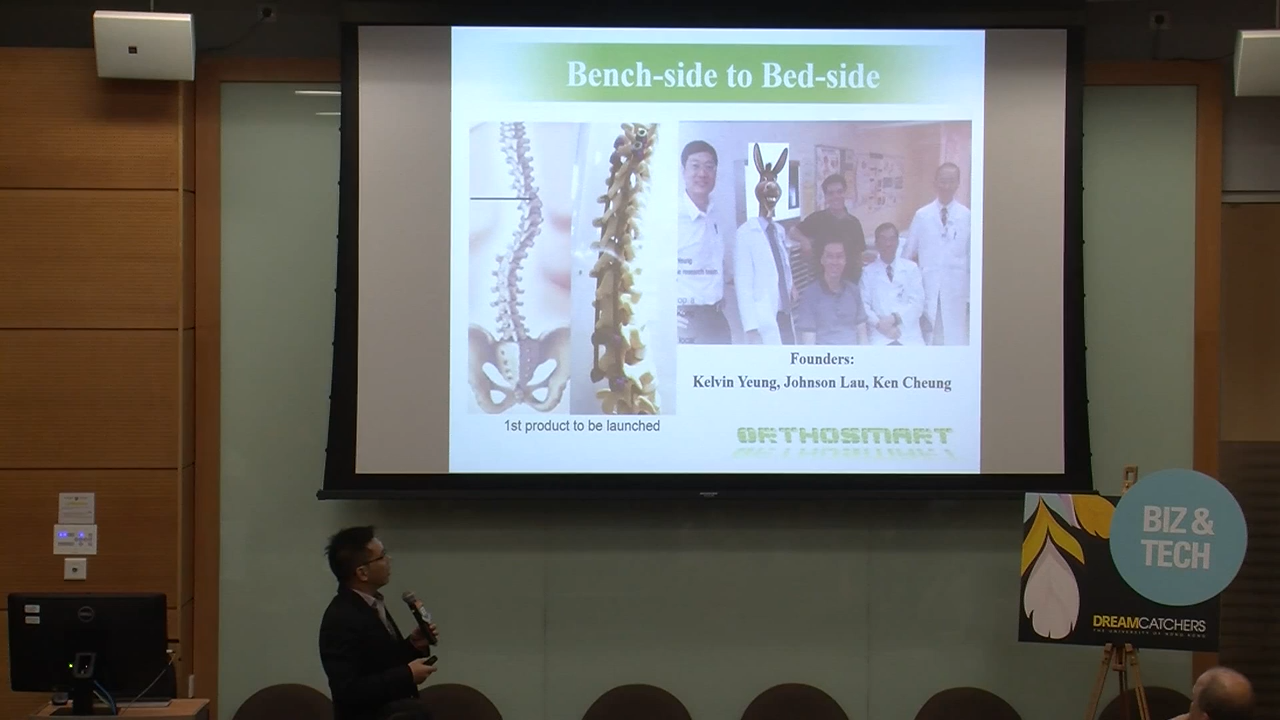 Bench-side to Bed-side
Founders:
Kelvin Yeung, Johnson Lau, Ken Cheung
1st product to be launched
ORTHOSMART
BIZ &
TECH
DREAMCATCHERS
THE UNIVERSITY OF HONG KONG